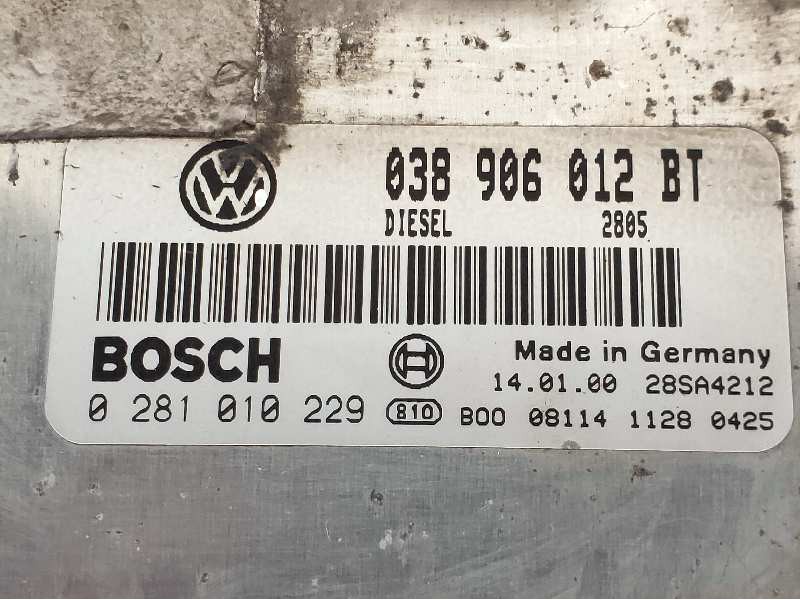 VW 038 906 012 BT
DIESEL 2805
BOSCH Made in Germany
14.01.00 28SA4212
0 281 010 229 810 B00 08114 1128 0425